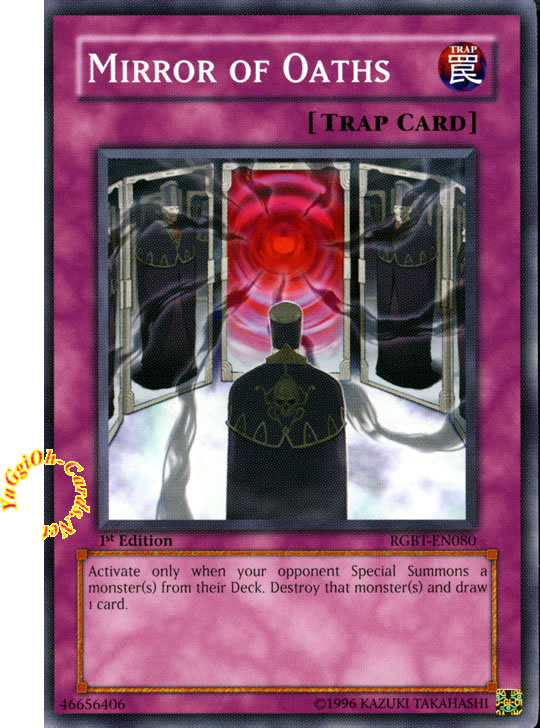 MIRROR OF OATHS
TRAP
罠
[TRAP CARD]
YuGgiOh-Cards.Net
1st Edition
RGBT-EN080
Activate only when your opponent Special Summons a
monster(s) from their Deck. Destroy that monster(s) and draw
1 card.
46656406
©1996 KAZUKI TAKAHASHI